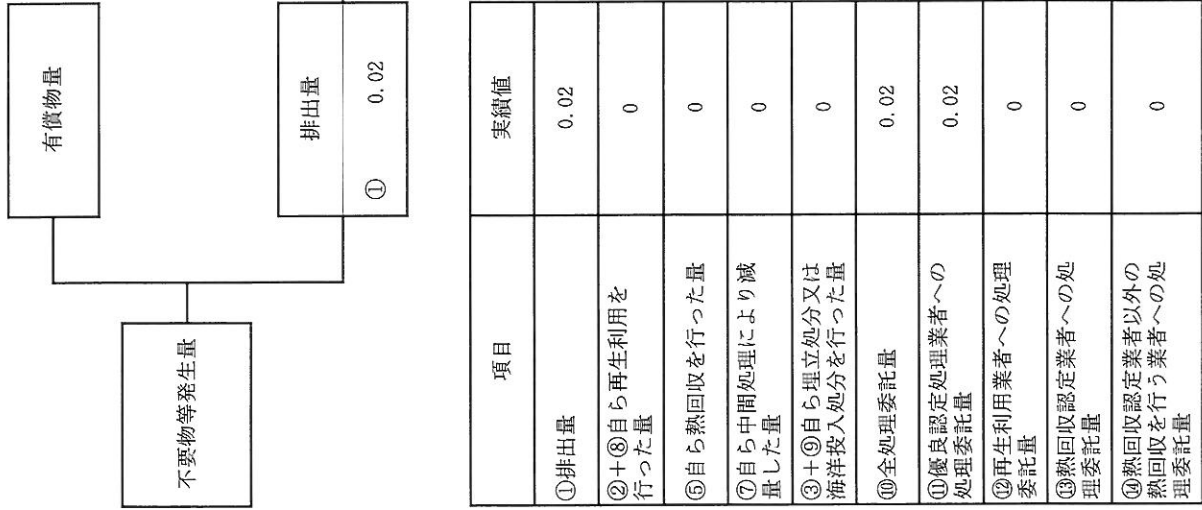 不要物等発生量
有償物量
排出量
① 0.02
項目 実績値
①排出量 0.02
②+⑧自ら再生利用を
行った量 0
⑤自ら熱回収を行った量 0
⑦自ら中間処理により減
量した量 0
③+⑨自ら埋立処分又は
海洋投入処分を行った量 0
⑩全処理委託量 0.02
⑪優良認定処理業者への
処理委託量 0.02
⑫再生利用業者への処理
委託量 0
⑬熱回収認定業者への処
理委託量 0
⑭熱回収認定業者以外の
熱回収を行う業者への処
理委託量 0